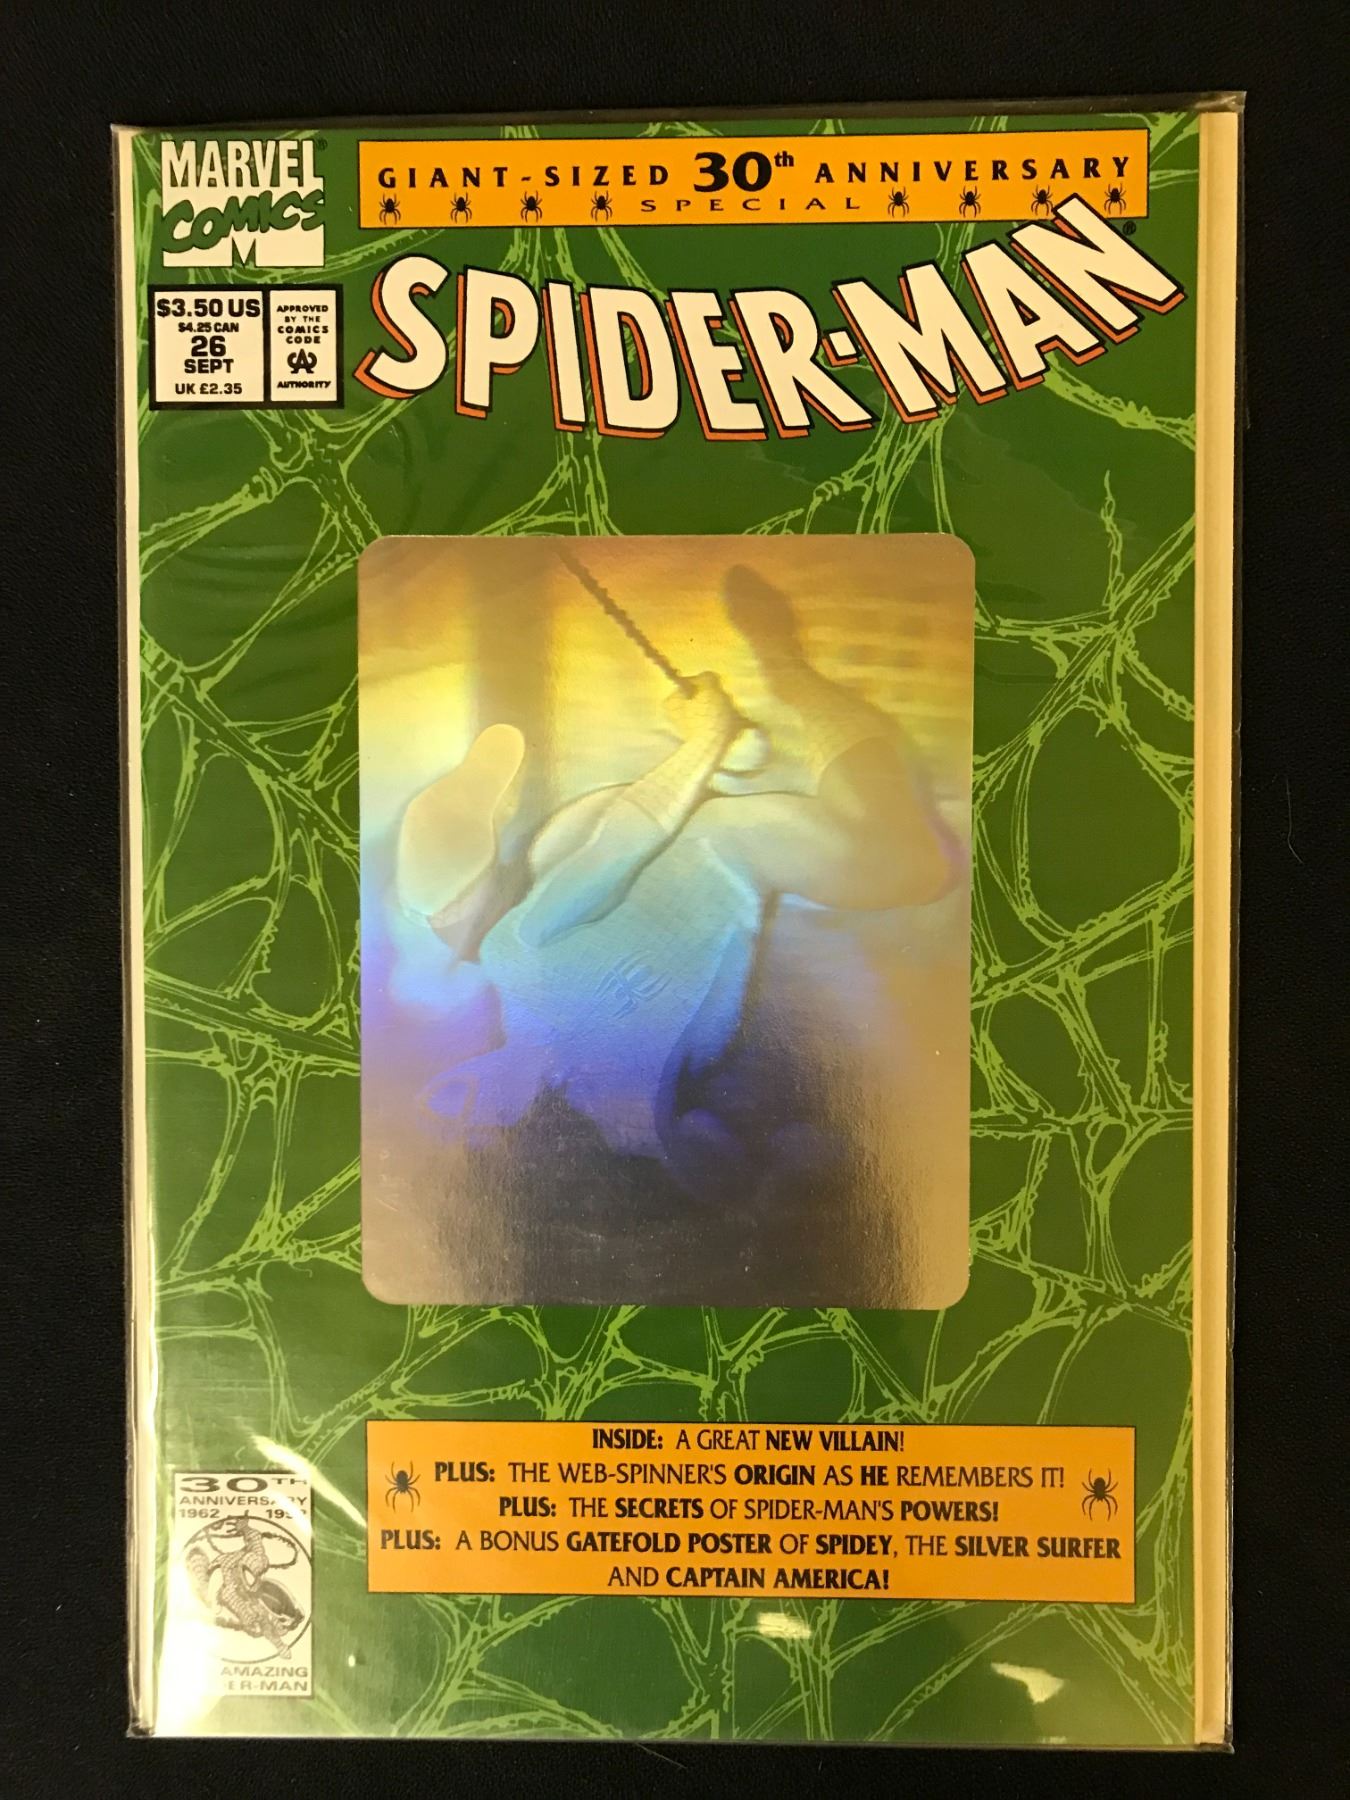 MARVEL®
COMICS
GIANT-SIZED 30th ANNIVERSARY
SPECIAL
SPIDER-MAN®
$3.50 US
$4.25 CAN
26
SEPT
UK £2.35
APPROVED
BY THE
COMICS
CODE
CA
AUTHORITY
INSIDE: A GREAT NEW VILLAIN!
PLUS: THE WEB-SPINNER'S ORIGIN AS HE REMEMBERS IT!
PLUS: THE SECRETS OF SPIDER-MAN'S POWERS!
PLUS: A BONUS GATEFOLD POSTER OF SPIDEY, THE SILVER SURFER
AND CAPTAIN AMERICA!
30TH
ANNIVERSARY
1962
AMAZING